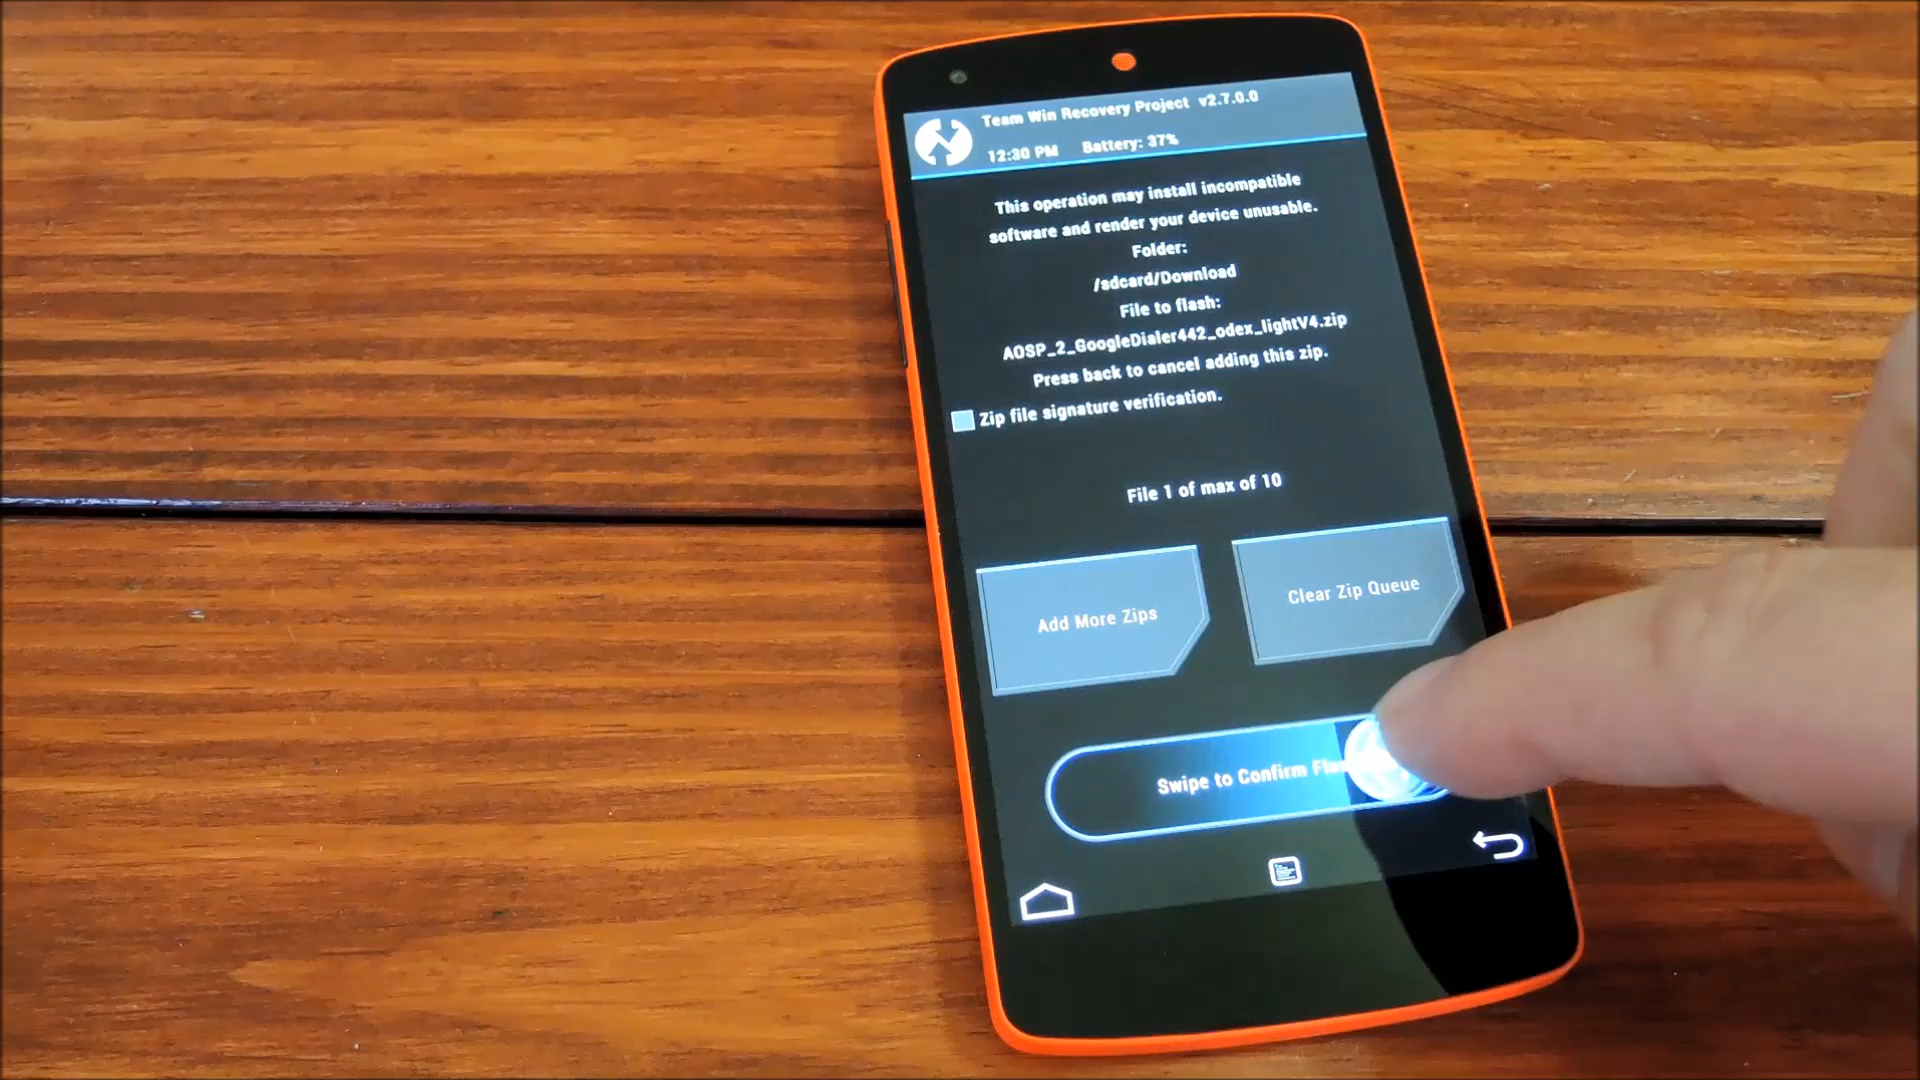 Team Win Recovery Project v2.7.0.0
12:30 PM Battery: 37%
This operation may install incompatible
software and render your device unusable.
Folder:
/sdcard/Download
File to flash:
AOSP_2_GoogleDialer442_odex_lightV4.zip
Press back to cancel adding this zip.
Zip file signature verification.
File 1 of max of 10
Add More Zips
Clear Zip Queue
Swipe to Confirm